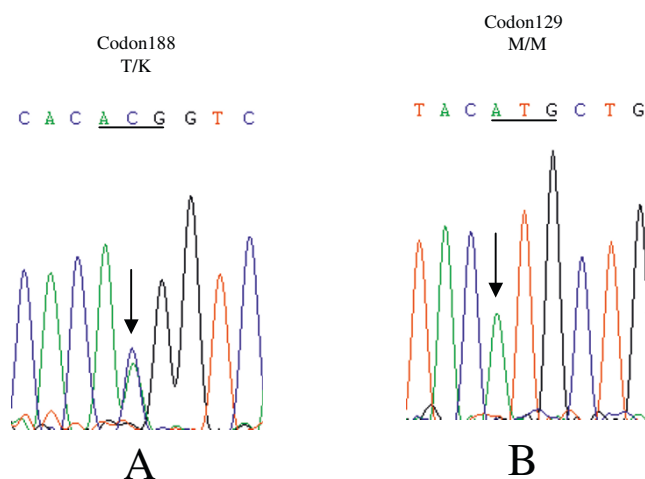 Codon188
T/K
C A C A C G G T C
A
Codon129
M/M
T A C A T G C T G
B